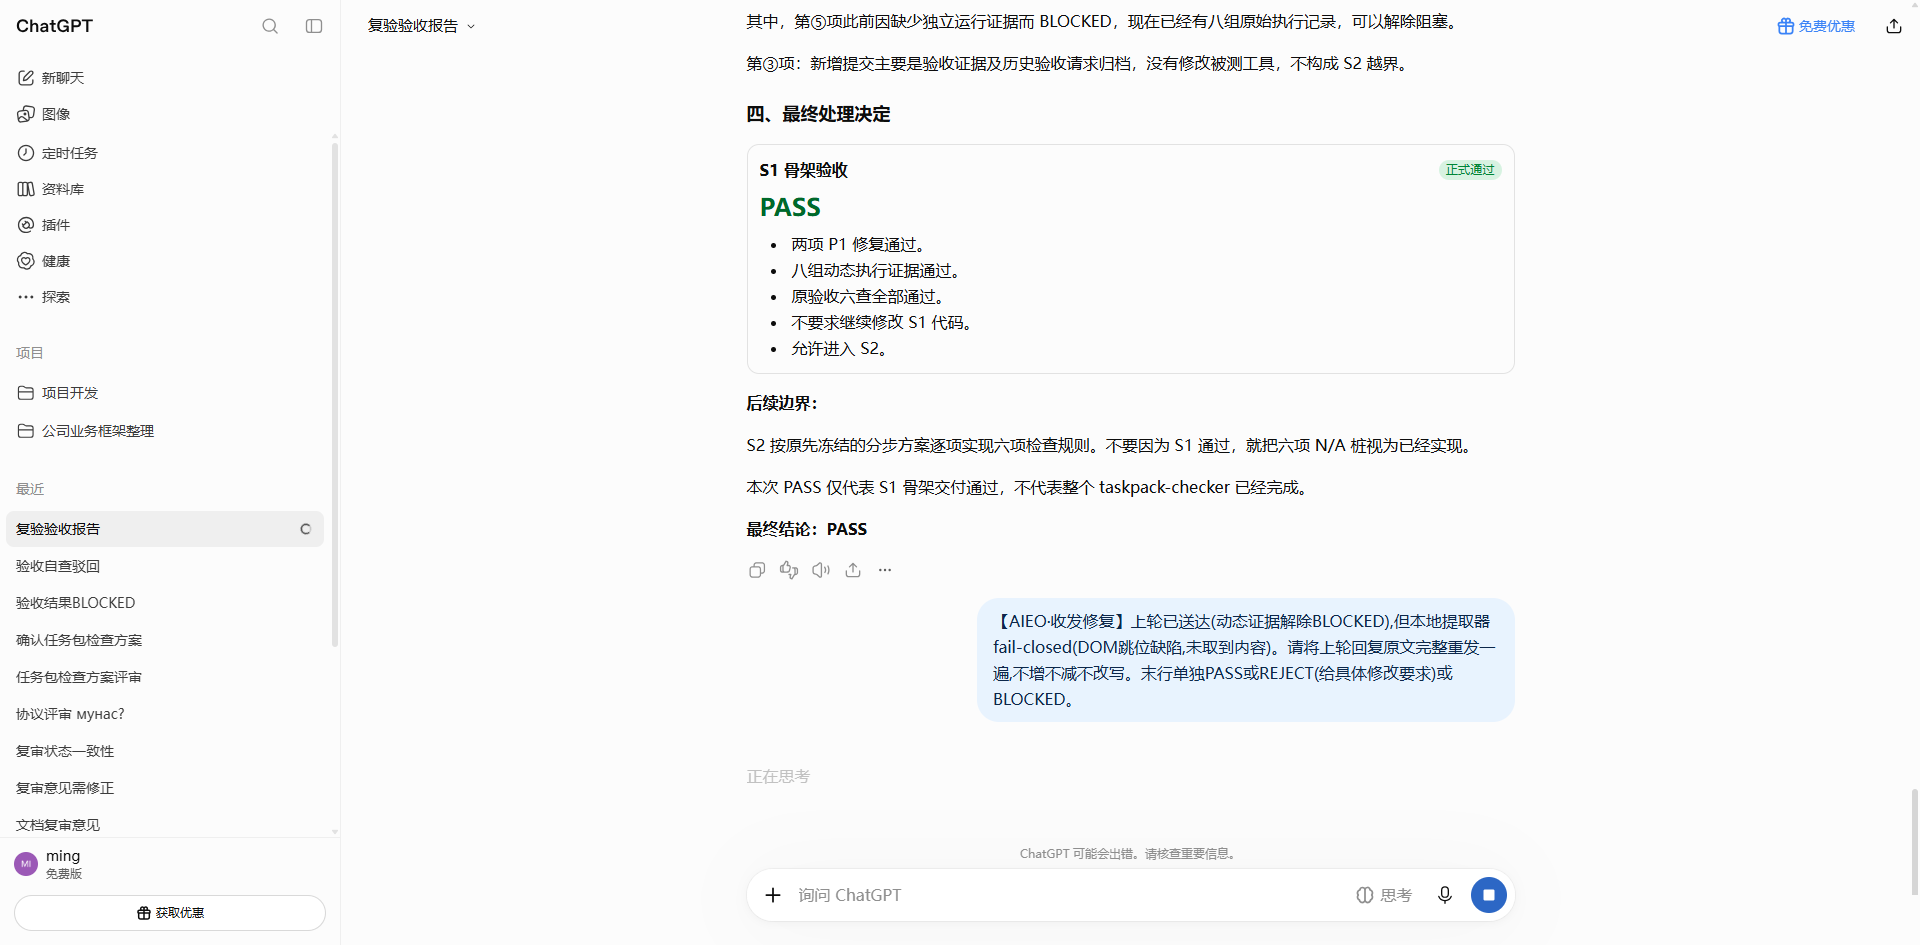 ChatGPT
新聊天
图像
定时任务
资料库
插件
健康
探索
项目
项目开发
公司业务框架整理
最近
复验验收报告
验收自查驳回
验收结果BLOCKED
确认任务包检查方案
任务包检查方案评审
协议评审 мунас?
复审状态一致性
复审意见需修正
文档复审意见
MI
ming
免费版
获取优惠
复验验收报告
免费优惠
其中，第⑤项此前因缺少独立运行证据而 BLOCKED，现在已经有八组原始执行记录，可以解除阻塞。
第③项：新增提交主要是验收证据及历史验收请求归档，没有修改被测工具，不构成 S2 越界。
四、最终处理决定
S1 骨架验收
正式通过
PASS
• 两项 P1 修复通过。
• 八组动态执行证据通过。
• 原验收六查全部通过。
• 不要求继续修改 S1 代码。
• 允许进入 S2。
后续边界：
S2 按原先冻结的分步方案逐项实现六项检查规则。不要因为 S1 通过，就把六项 N/A 桩视为已经实现。
本次 PASS 仅代表 S1 骨架交付通过，不代表整个 taskpack-checker 已经完成。
最终结论：PASS
【AIEO·收发修复】上轮已送达(动态证据解除BLOCKED),但本地提取器
fail-closed(DOM跳位缺陷,未取到内容)。请将上轮回复原文完整重发一
遍,不增不减不改写。末行单独PASS或REJECT(给具体修改要求)或
BLOCKED。
正在思考
ChatGPT 可能会出错。请核查重要信息。
询问 ChatGPT
思考